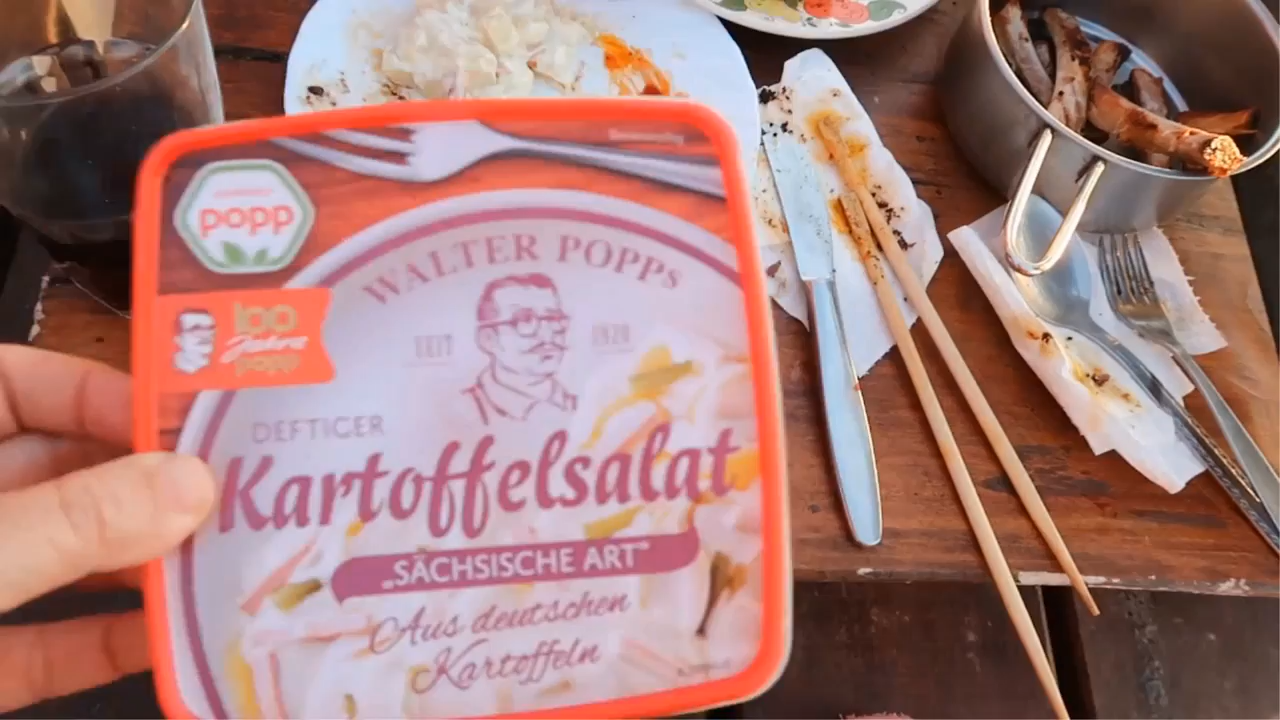 popp
100
Jahre
popp
WALTER POPPS
SEIT 1920
DEFTIGER
Kartoffelsalat
„SÄCHSISCHE ART“
Aus deutschen
Kartoffeln